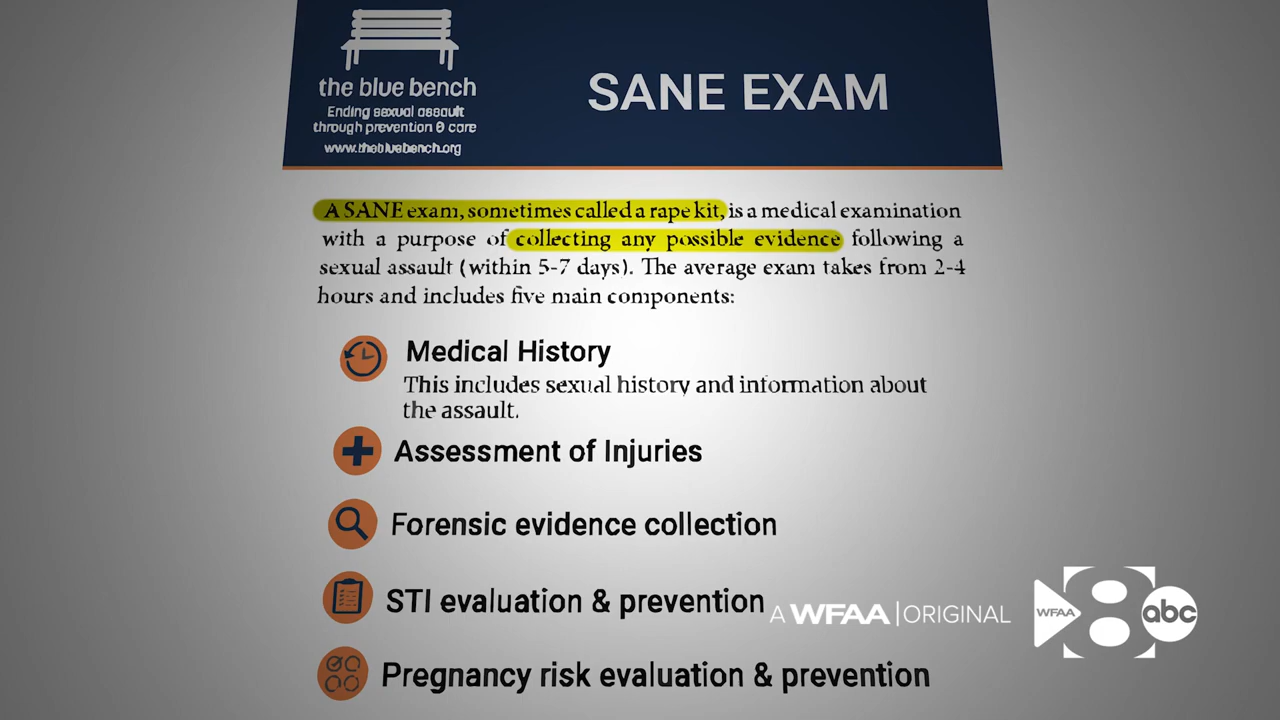 the blue bench
Ending sexual assault
through prevention & care
www.thebluebench.org
SANE EXAM
A SANE exam, sometimes called a rape kit, is a medical examination
with a purpose of collecting any possible evidence following a
sexual assault (within 5-7 days). The average exam takes from 2-4
hours and includes five main components:
Medical History
This includes sexual history and information about
the assault.
Assessment of Injuries
Forensic evidence collection
STI evaluation & prevention
Pregnancy risk evaluation & prevention
A WFAA | ORIGINAL
WFAA 8 abc